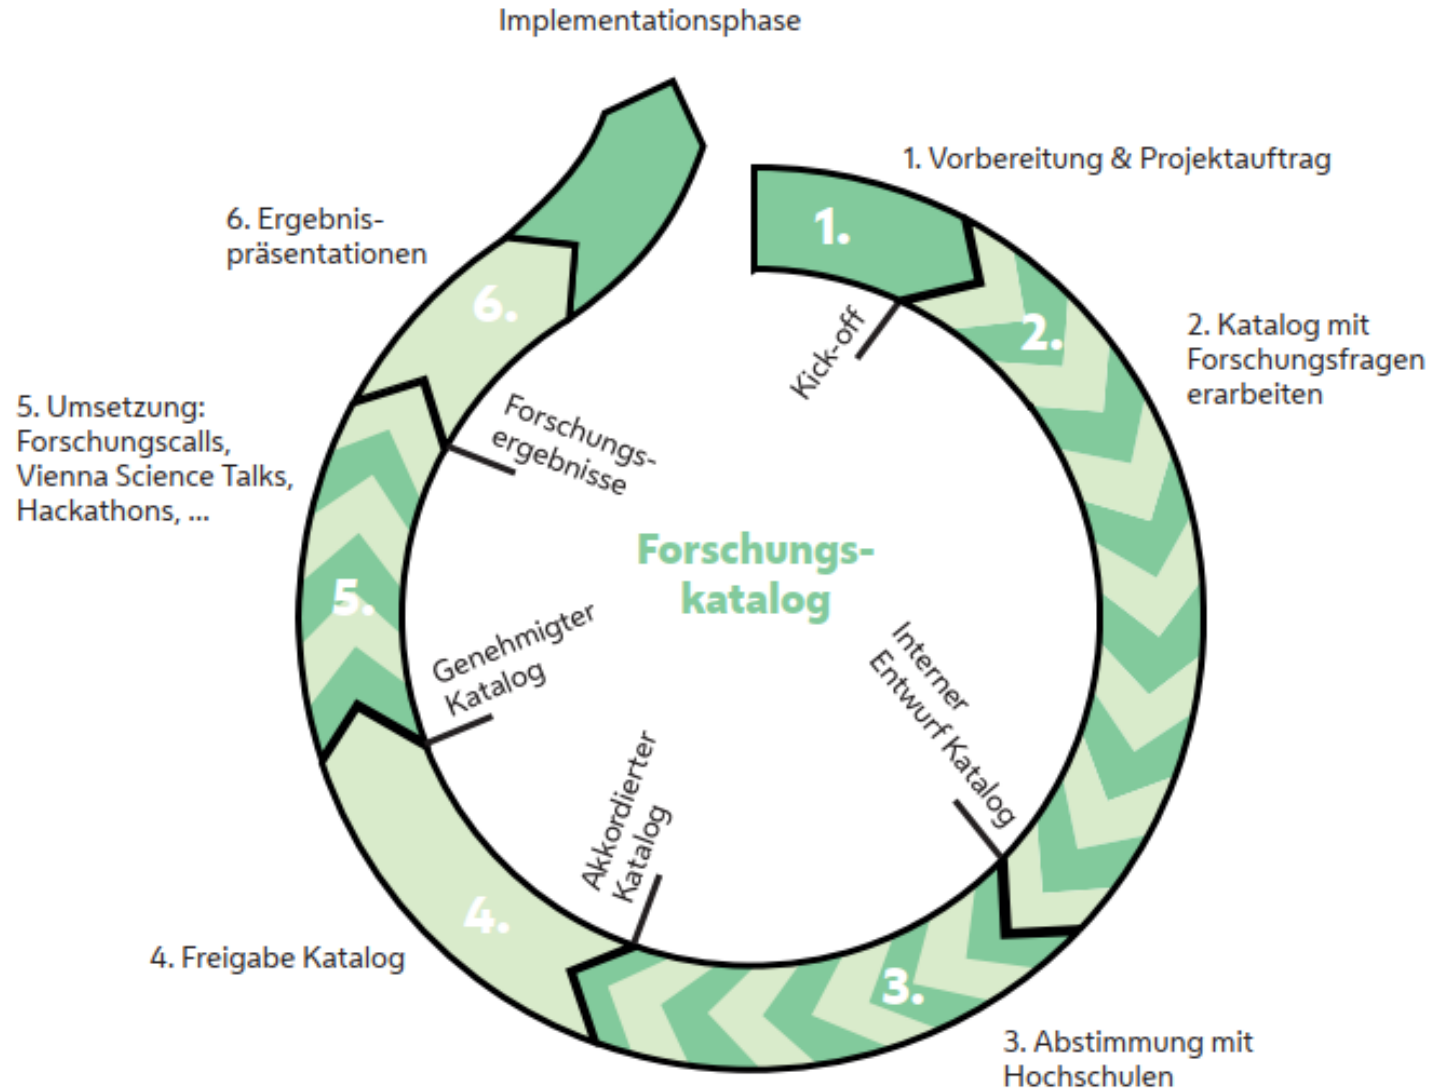 Implementationsphase
1. Vorbereitung & Projektauftrag
1.
Kick-off
2.
2. Katalog mit
Forschungsfragen
erarbeiten
Interner
Entwurf Katalog
3.
3. Abstimmung mit
Hochschulen
Akkordierter
Katalog
4.
4. Freigabe Katalog
Genehmigter
Katalog
5.
5. Umsetzung:
Forschungscalls,
Vienna Science Talks,
Hackathons, ...
Forschungs-
ergebnisse
6.
6. Ergebnis-
präsentationen
Forschungs-
katalog